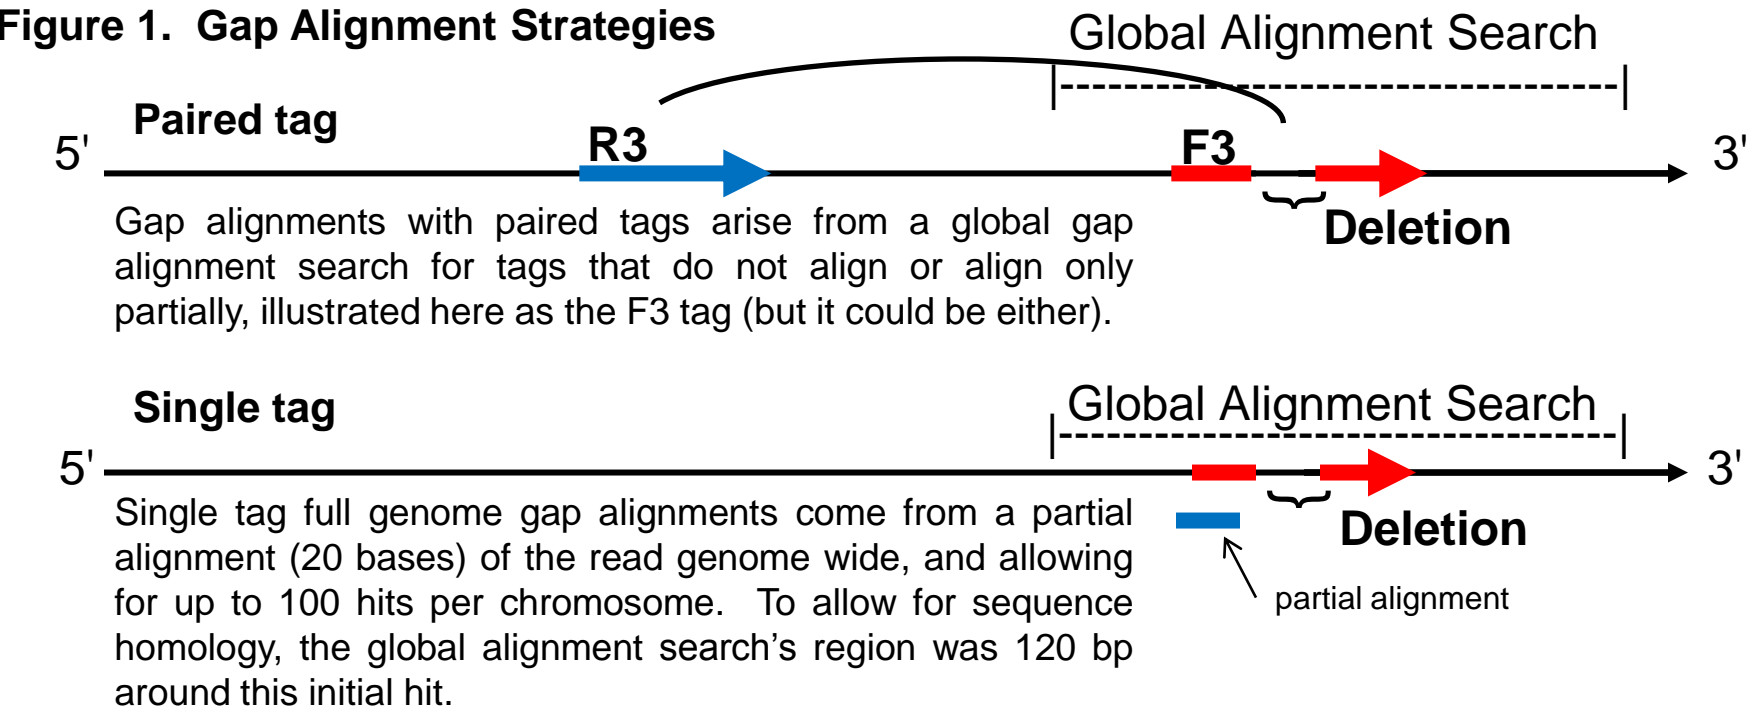 Figure 1. Gap Alignment Strategies
Global Alignment Search
Paired tag
5'
R3
F3
3'
Deletion
Gap alignments with paired tags arise from a global gap
alignment search for tags that do not align or align only
partially, illustrated here as the F3 tag (but it could be either).
Single tag
Global Alignment Search
5'
3'
Deletion
partial alignment
Single tag full genome gap alignments come from a partial
alignment (20 bases) of the read genome wide, and allowing
for up to 100 hits per chromosome. To allow for sequence
homology, the global alignment search's region was 120 bp
around this initial hit.